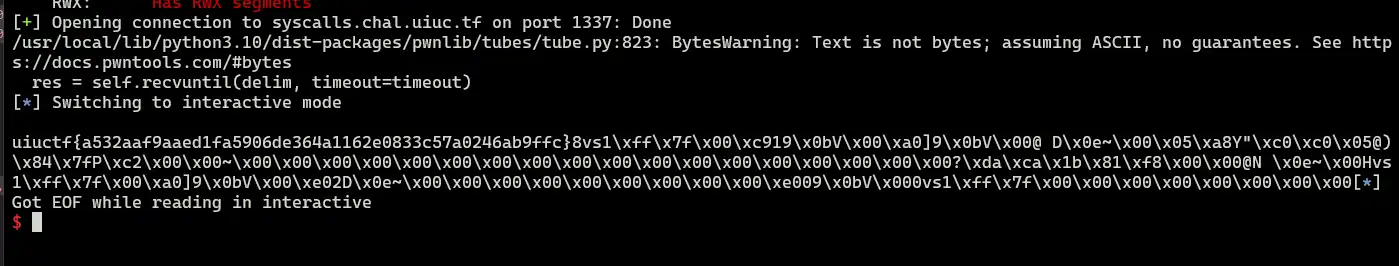 RWX: Has RWX segments
[+] Opening connection to syscalls.chal.uiuc.tf on port 1337: Done
/usr/local/lib/python3.10/dist-packages/pwnlib/tubes/tube.py:823: BytesWarning: Text is not bytes; assuming ASCII, no guarantees. See http
s://docs.pwntools.com/#bytes
  res = self.recvuntil(delim, timeout=timeout)
[*] Switching to interactive mode
uiuctf{a532aaf9aaed1fa5906de364a1162e0833c57a0246ab9ffc}8vs1\xff\x7f\x00\xc919\x0bV\x00\xa0]9\x0bV\x00@ D\x0e~\x00\x05\xa8Y"\xc0\xc0\x05@)
\x84\x7fP\xc2\x00\x00~\x00\x00\x00\x00\x00\x00\x00\x00\x00\x00\x00\x00\x00\x00\x00\x00?\xda\xca\x1b\x81\xf8\x00\x00@N \x0e~\x00Hvs
1\xff\x7f\x00\xa0]9\x0bV\x00\xe02D\x0e~\x00\x00\x00\x00\x00\x00\x00\x00\x00\xe009\x0bV\x000vs1\xff\x7f\x00\x00\x00\x00\x00\x00\x00\x00\x00[*]
Got EOF while reading in interactive
$